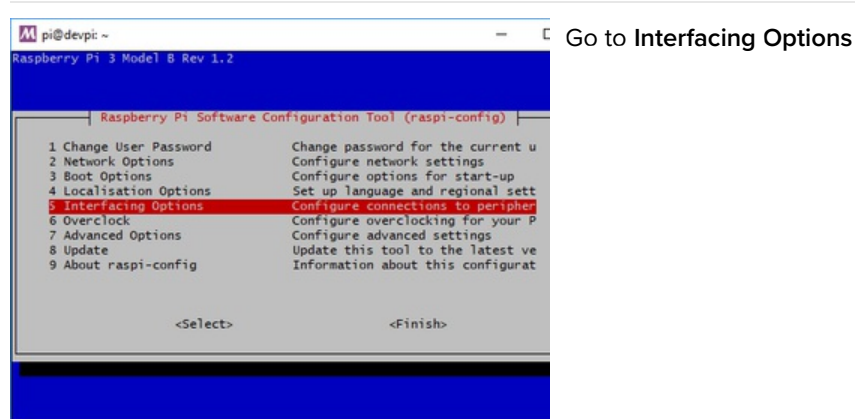 pi@devpi: ~
Go to Interfacing Options
Raspberry Pi 3 Model B Rev 1.2
Raspberry Pi Software Configuration Tool (raspi-config)
1 Change User Password Change password for the current u
2 Network Options Configure network settings
3 Boot Options Configure options for start-up
4 Localisation Options Set up language and regional sett
5 Interfacing Options Configure connections to peripher
6 Overclock Configure overclocking for your P
7 Advanced Options Configure advanced settings
8 Update Update this tool to the latest ve
9 About raspi-config Information about this configurat
<Select> <Finish>